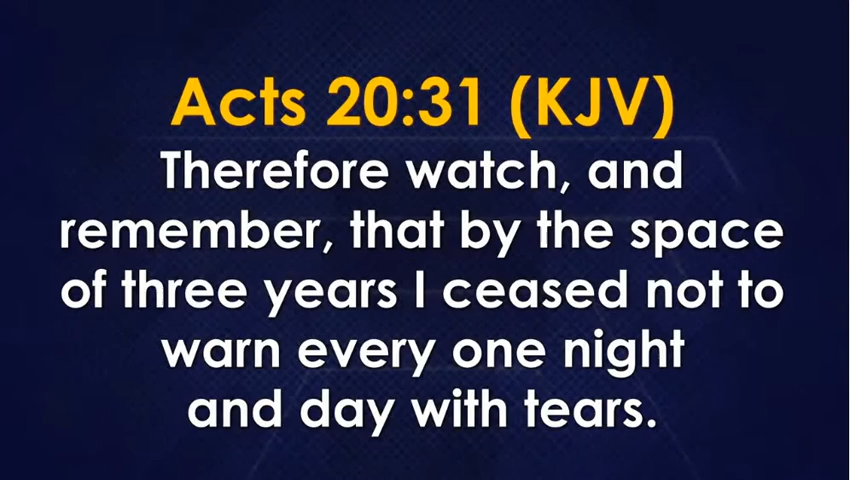 Acts 20:31 (KJV)
Therefore watch, and
remember, that by the space
of three years I ceased not to
warn every one night
and day with tears.